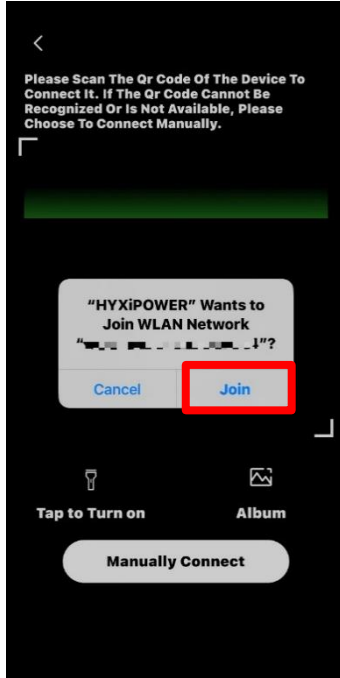 Please Scan The Qr Code Of The Device To
Connect It. If The Qr Code Cannot Be
Recognized Or Is Not Available, Please
Choose To Connect Manually.
“HYXiPOWER” Wants to
Join WLAN Network
“ ”?
Cancel
Join
Tap to Turn on
Album
Manually Connect